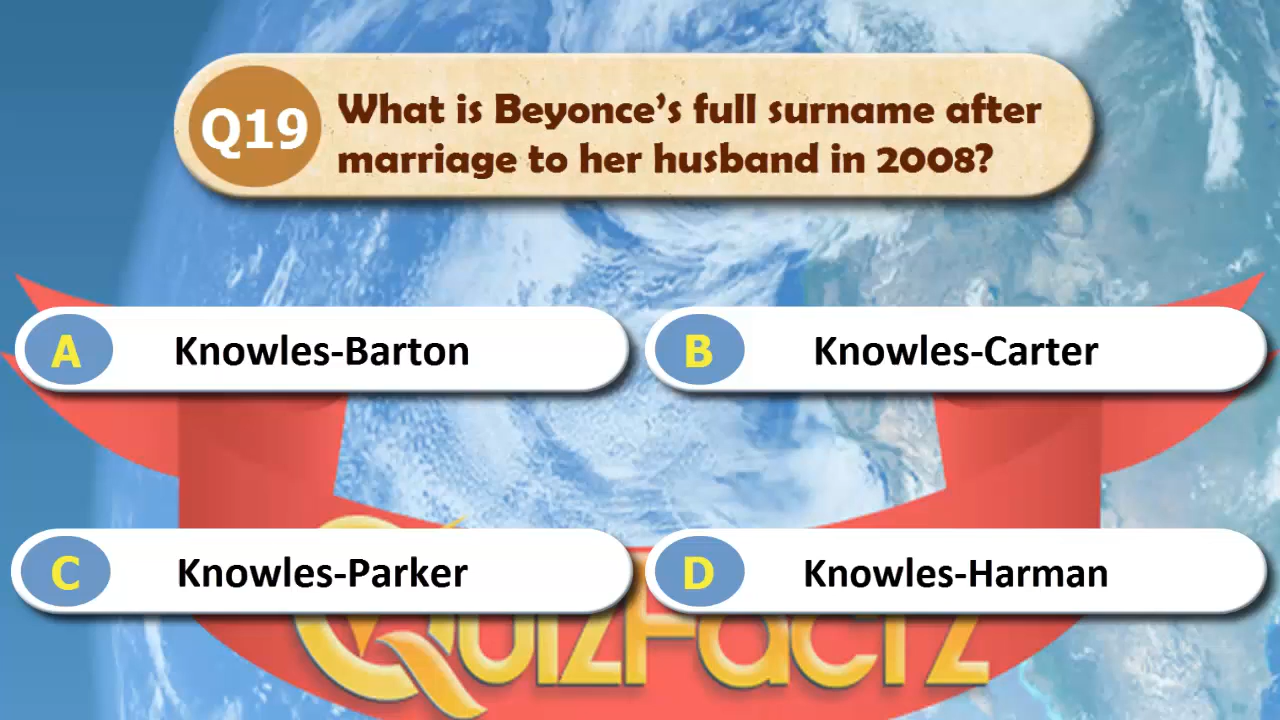 Q19
What is Beyonce's full surname after
marriage to her husband in 2008?
A Knowles-Barton
B Knowles-Carter
C Knowles-Parker
D Knowles-Harman
QuizFactz